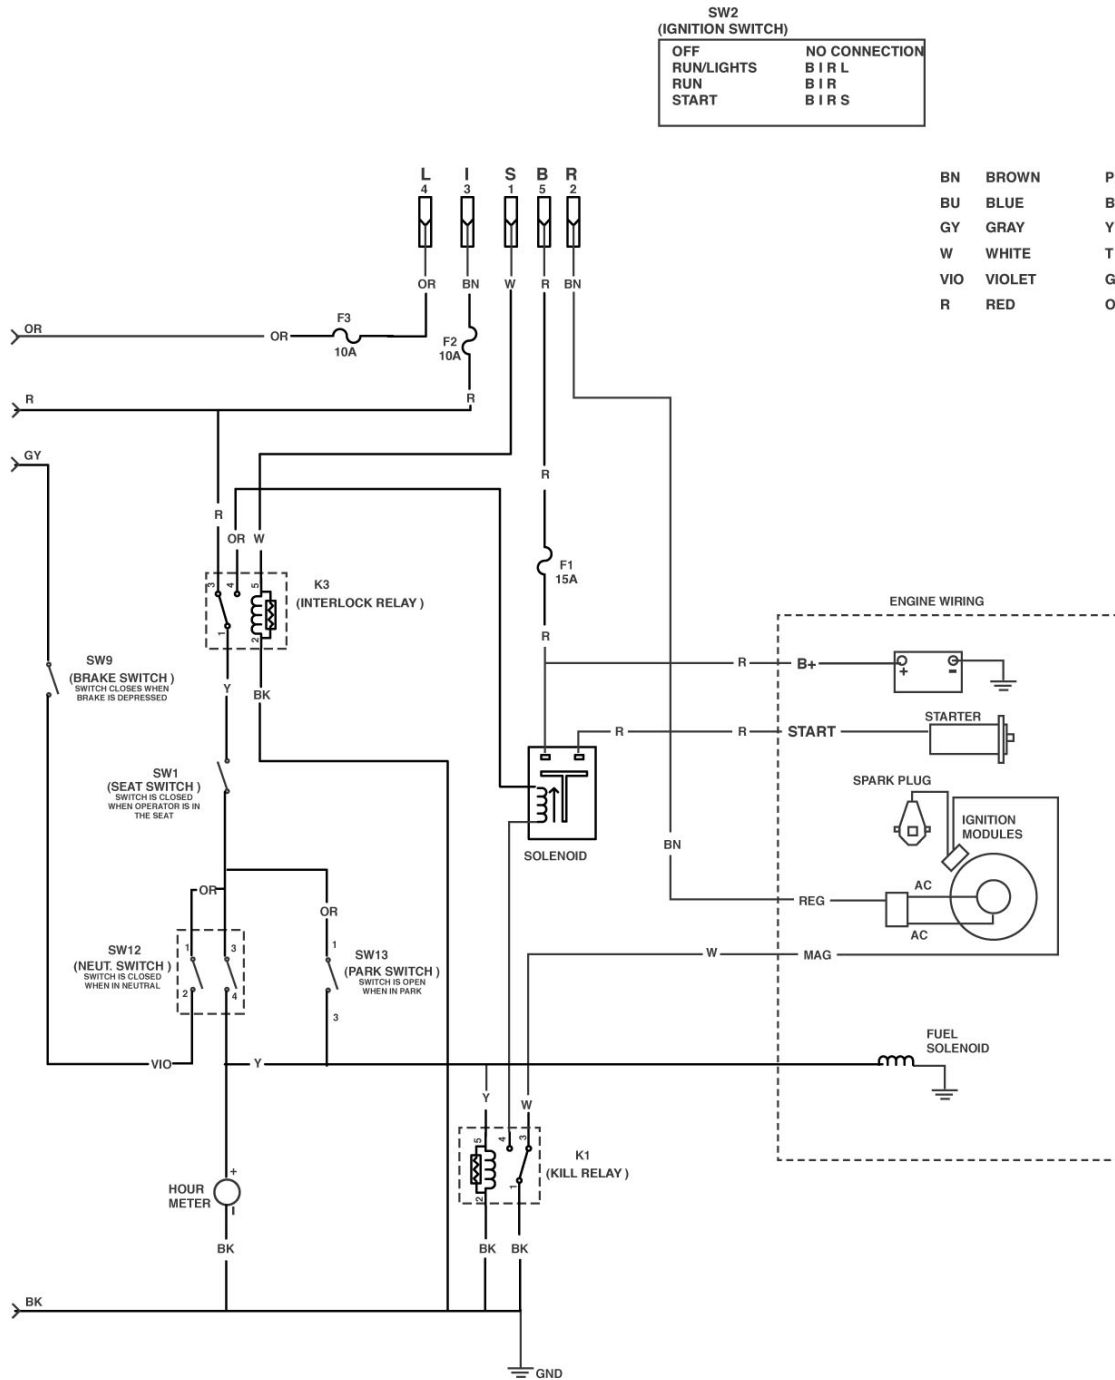 SW2
(IGNITION SWITCH)
OFF NO CONNECTION
RUN/LIGHTS B I R L
RUN B I R
START B I R S
L I S B R
4 3 1 5 2
BN BROWN P
BU BLUE B
GY GRAY Y
W WHITE T
VIO VIOLET G
R RED O
OR BN W R BN
OR
OR
F3
10A
F2
10A
R
R
GY
R
R
OR W
F1
15A
3 4 5
K3
(INTERLOCK RELAY )
1 2
ENGINE WIRING
R
R
B+
+ -
SW9
(BRAKE SWITCH )
SWITCH CLOSES WHEN
BRAKE IS DEPRESSED
Y
BK
STARTER
R
R
START
SW1
(SEAT SWITCH )
SWITCH IS CLOSED
WHEN OPERATOR IS IN
THE SEAT
SPARK PLUG
IGNITION
MODULES
SOLENOID
BN
OR
AC
REG
AC
OR
SW12
(NEUT. SWITCH )
SWITCH IS CLOSED
WHEN IN NEUTRAL
1 3
2 4
1
SW13
(PARK SWITCH )
SWITCH IS OPEN
WHEN IN PARK
3
W
MAG
FUEL
SOLENOID
VIO
Y
Y
W
5 4 3
K1
(KILL RELAY )
2 1
HOUR
METER
+
-
BK
BK
BK
BK
GND